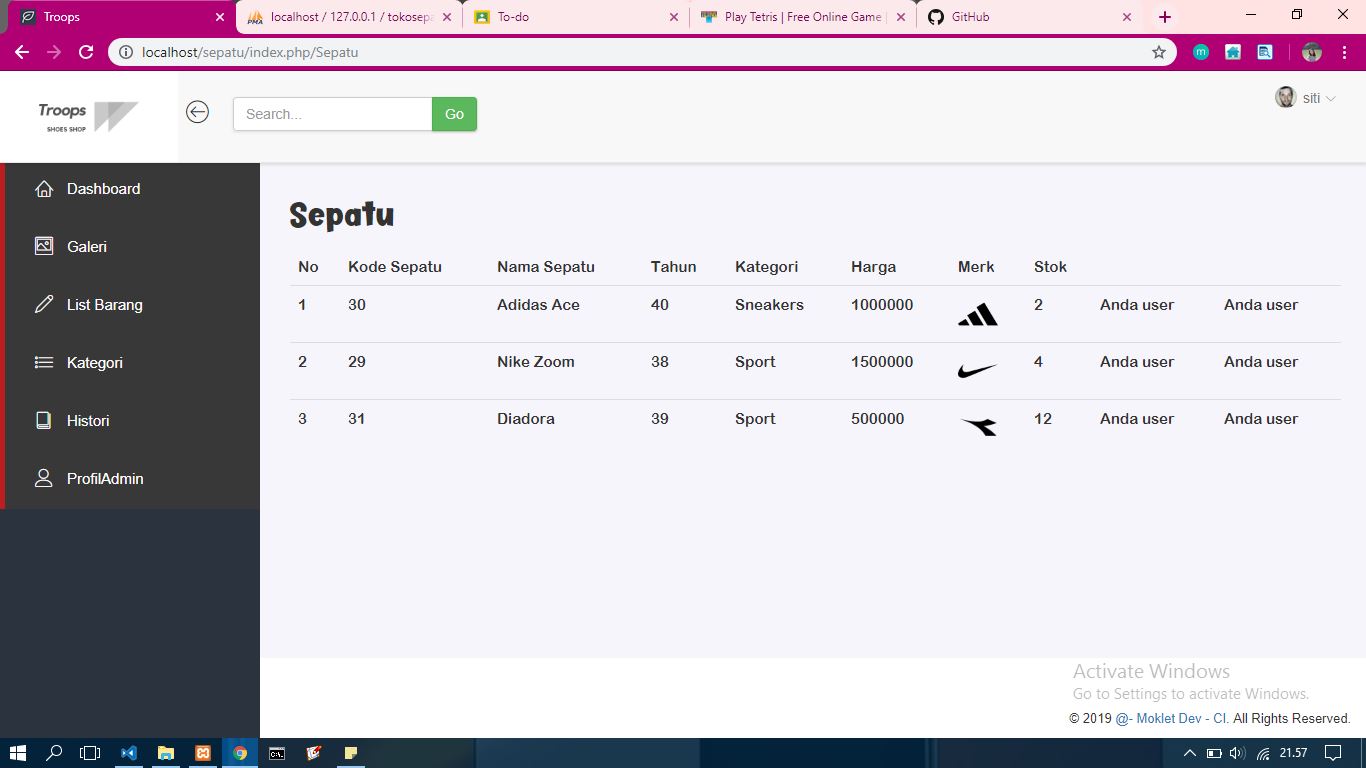 Troops
localhost / 127.0.0.1 / tokosepa
To-do
Play Tetris | Free Online Game |
GitHub
localhost/sepatu/index.php/Sepatu
m
Troops
SHOES SHOP
Search...
Go
siti
Dashboard
Galeri
List Barang
Kategori
Histori
ProfilAdmin
Sepatu
No Kode Sepatu Nama Sepatu Tahun Kategori Harga Merk Stok
1 30 Adidas Ace 40 Sneakers 1000000 2 Anda user Anda user
2 29 Nike Zoom 38 Sport 1500000 4 Anda user Anda user
3 31 Diadora 39 Sport 500000 12 Anda user Anda user
Activate Windows
Go to Settings to activate Windows.
© 2019 @- Moklet Dev - CI. All Rights Reserved.
21.57